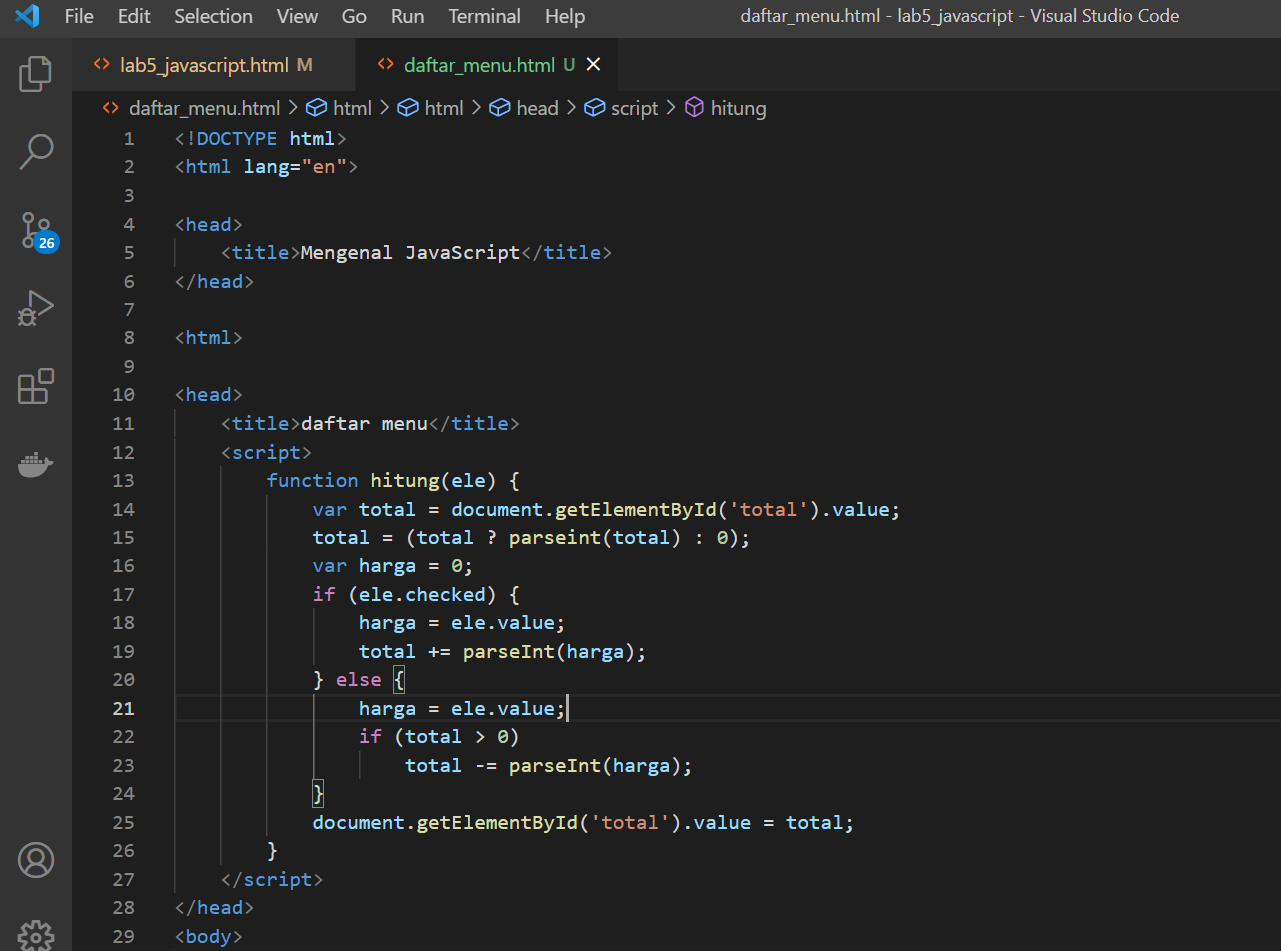 File Edit Selection View Go Run Terminal Help daftar_menu.html - lab5_javascript - Visual Studio Code
<> lab5_javascript.html M <> daftar_menu.html U ×
<> daftar_menu.html > html > html > head > script > hitung
1 <!DOCTYPE html>
2 <html lang="en">
3
4 <head>
5     <title>Mengenal JavaScript</title>
6 </head>
7
8 <html>
9
10 <head>
11     <title>daftar menu</title>
12     <script>
13         function hitung(ele) {
14             var total = document.getElementById('total').value;
15             total = (total ? parseint(total) : 0);
16             var harga = 0;
17             if (ele.checked) {
18                 harga = ele.value;
19                 total += parseInt(harga);
20             } else {
21                 harga = ele.value;
22                 if (total > 0)
23                     total -= parseInt(harga);
24             }
25             document.getElementById('total').value = total;
26         }
27     </script>
28 </head>
29 <body>
26